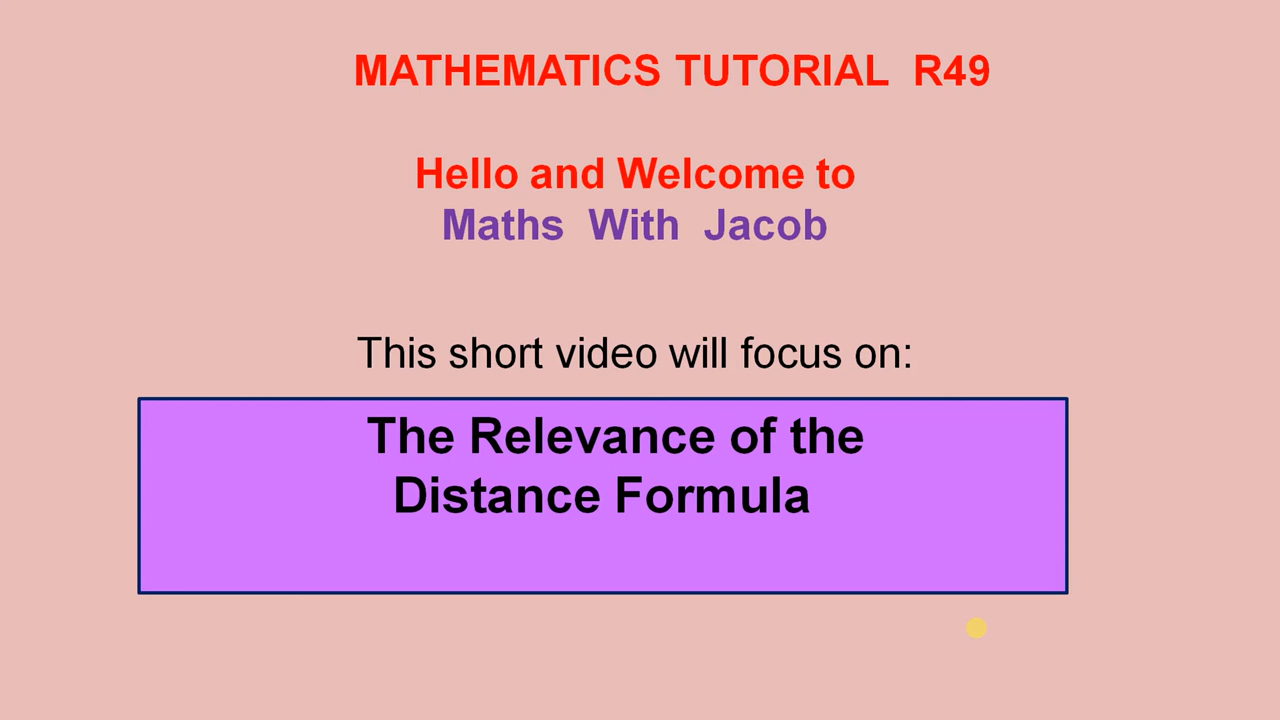 MATHEMATICS TUTORIAL R49
Hello and Welcome to
Maths With Jacob
This short video will focus on:
The Relevance of the
Distance Formula